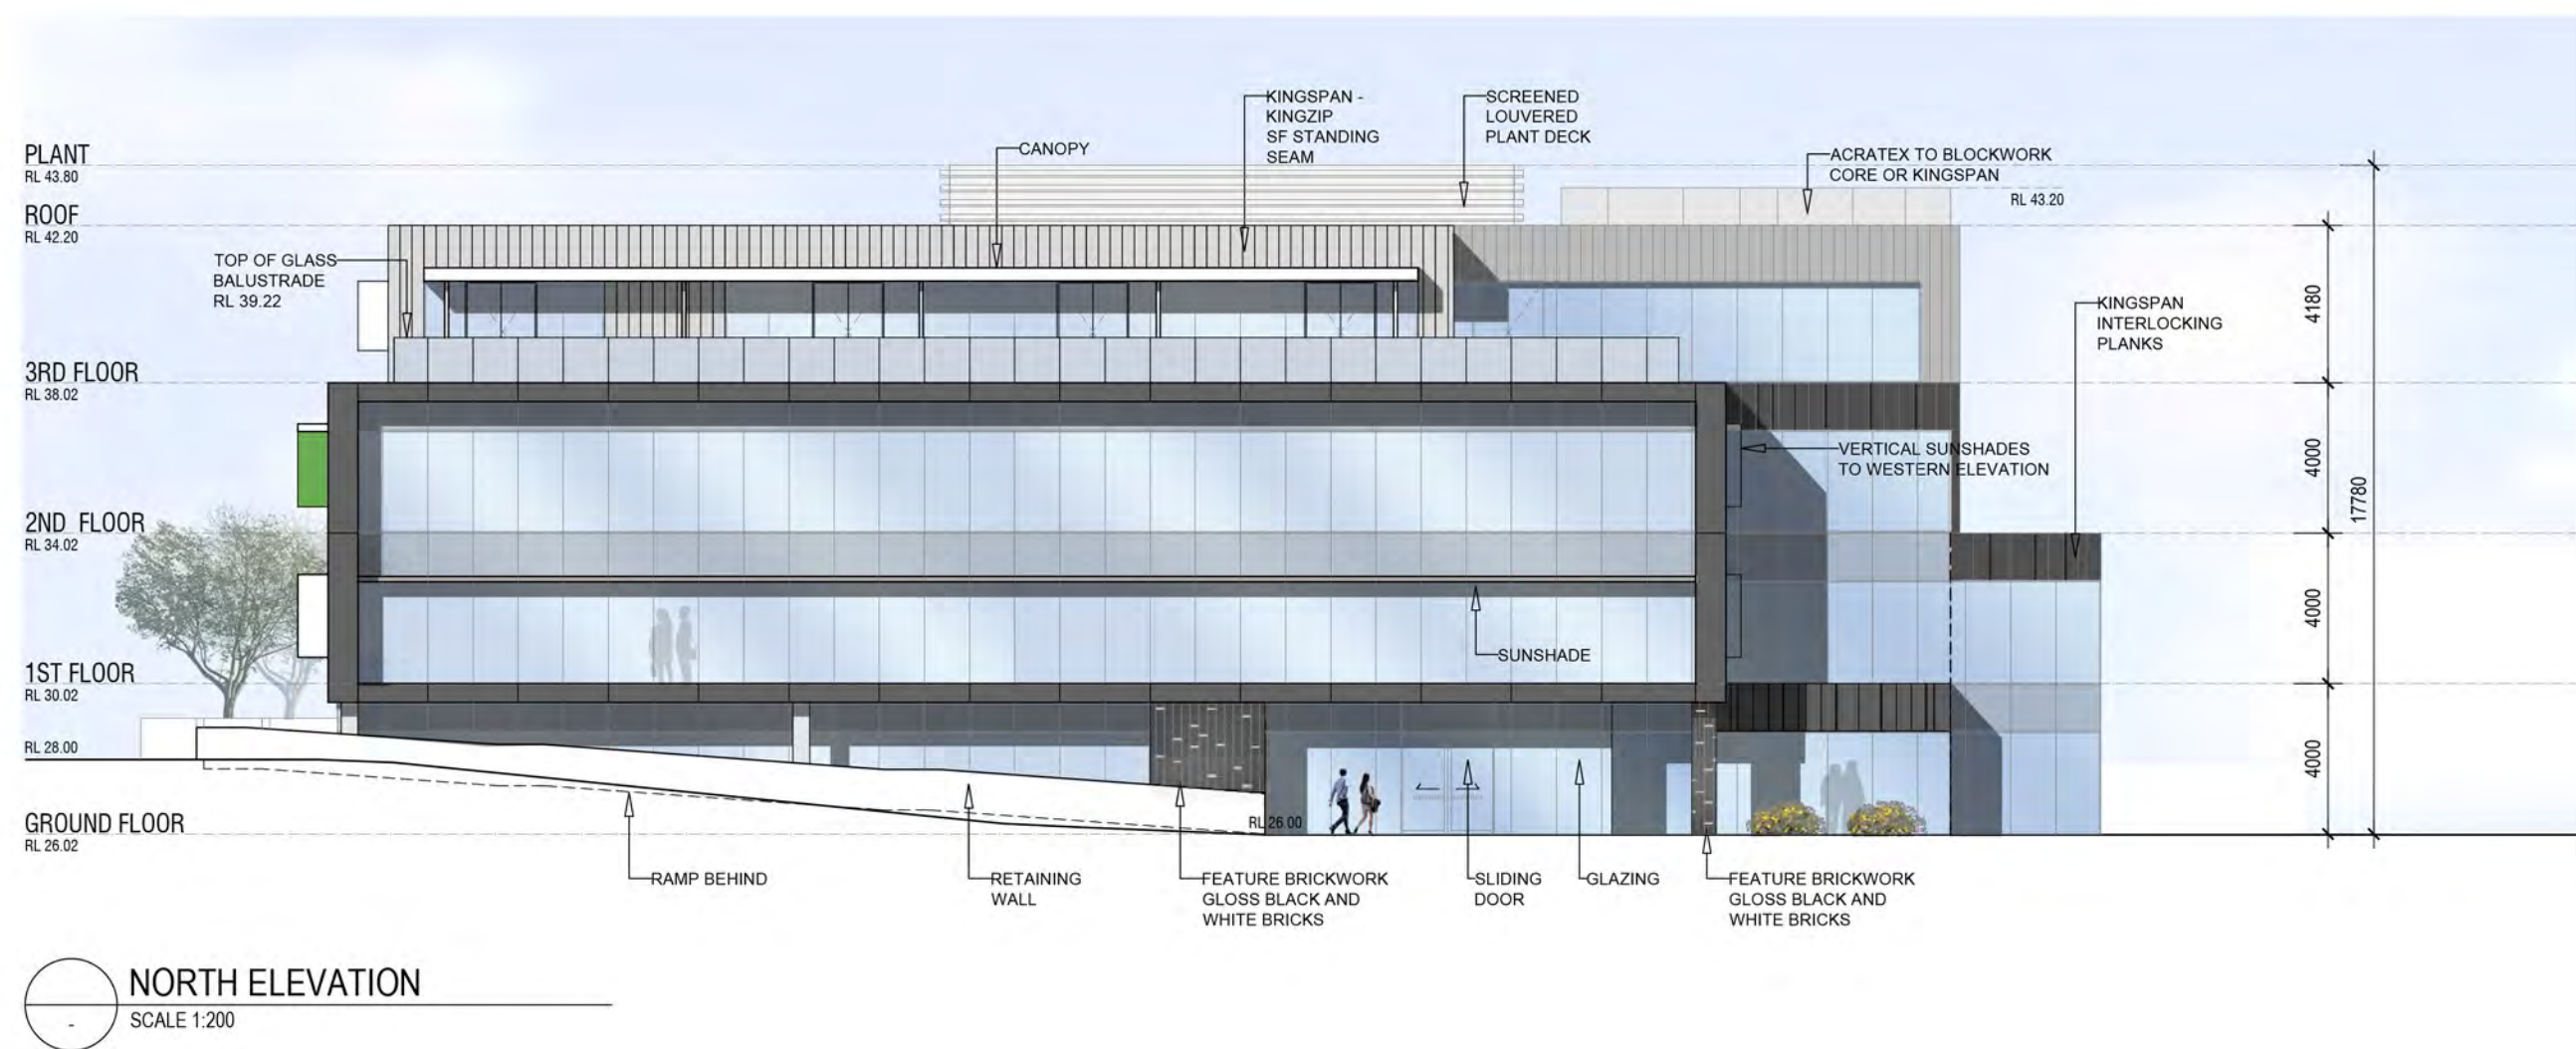 KINGSPAN -
KINGZIP
SF STANDING
SEAM
SCREENED
LOUVERED
PLANT DECK
CANOPY
ACRATEX TO BLOCKWORK
CORE OR KINGSPAN
RL 43.20
PLANT
RL 43.80
ROOF
RL 42.20
TOP OF GLASS
BALUSTRADE
RL 39.22
KINGSPAN
INTERLOCKING
PLANKS
4180
3RD FLOOR
RL 38.02
VERTICAL SUNSHADES
TO WESTERN ELEVATION
4000
17780
2ND FLOOR
RL 34.02
4000
SUNSHADE
1ST FLOOR
RL 30.02
RL 28.00
4000
GROUND FLOOR
RL 26.02
RL 26.00
RAMP BEHIND
RETAINING
WALL
FEATURE BRICKWORK
GLOSS BLACK AND
WHITE BRICKS
SLIDING
DOOR
GLAZING
FEATURE BRICKWORK
GLOSS BLACK AND
WHITE BRICKS
-
NORTH ELEVATION
SCALE 1:200